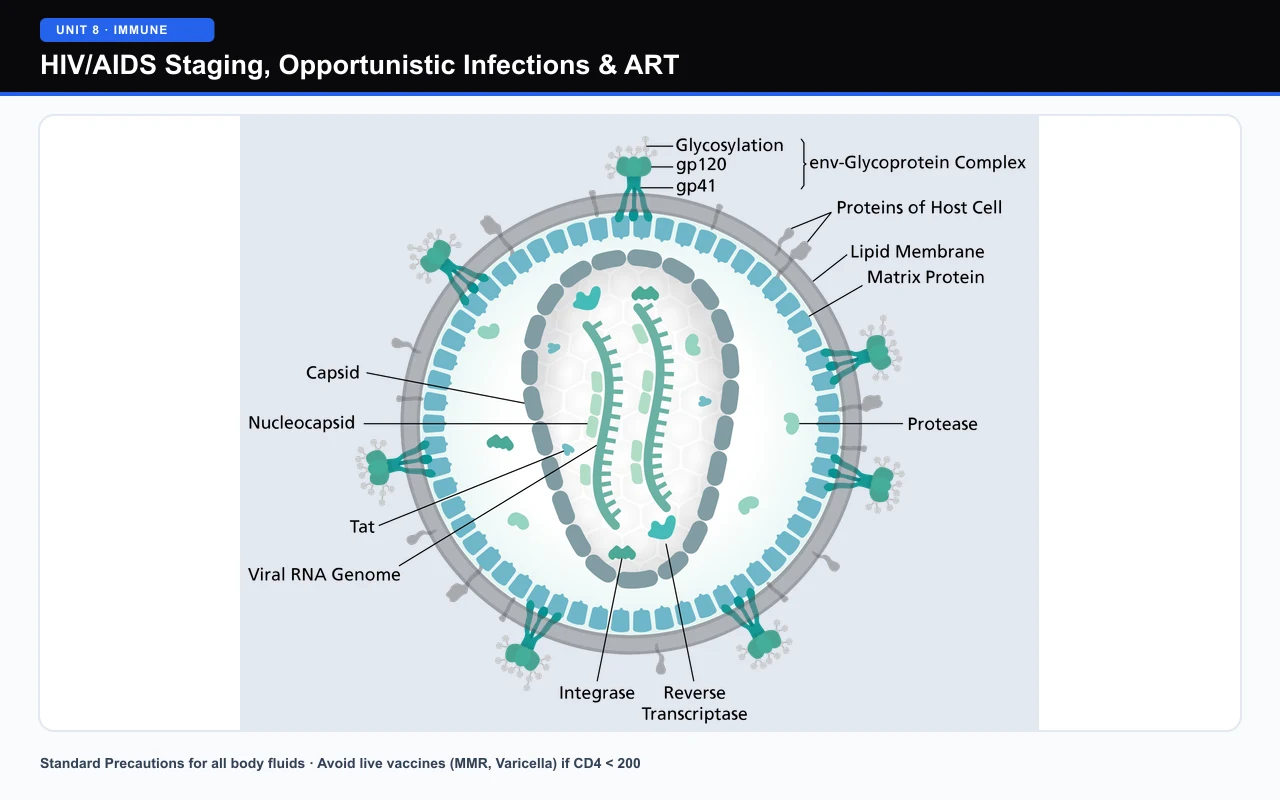 UNIT 8 · IMMUNE
HIV/AIDS Staging, Opportunistic Infections & ART
Glycosylation
gp120
gp41
env-Glycoprotein Complex
Proteins of Host Cell
Lipid Membrane
Matrix Protein
Capsid
Nucleocapsid
Protease
Tat
Viral RNA Genome
Integrase
Reverse
Transcriptase
Standard Precautions for all body fluids · Avoid live vaccines (MMR, Varicella) if CD4 < 200